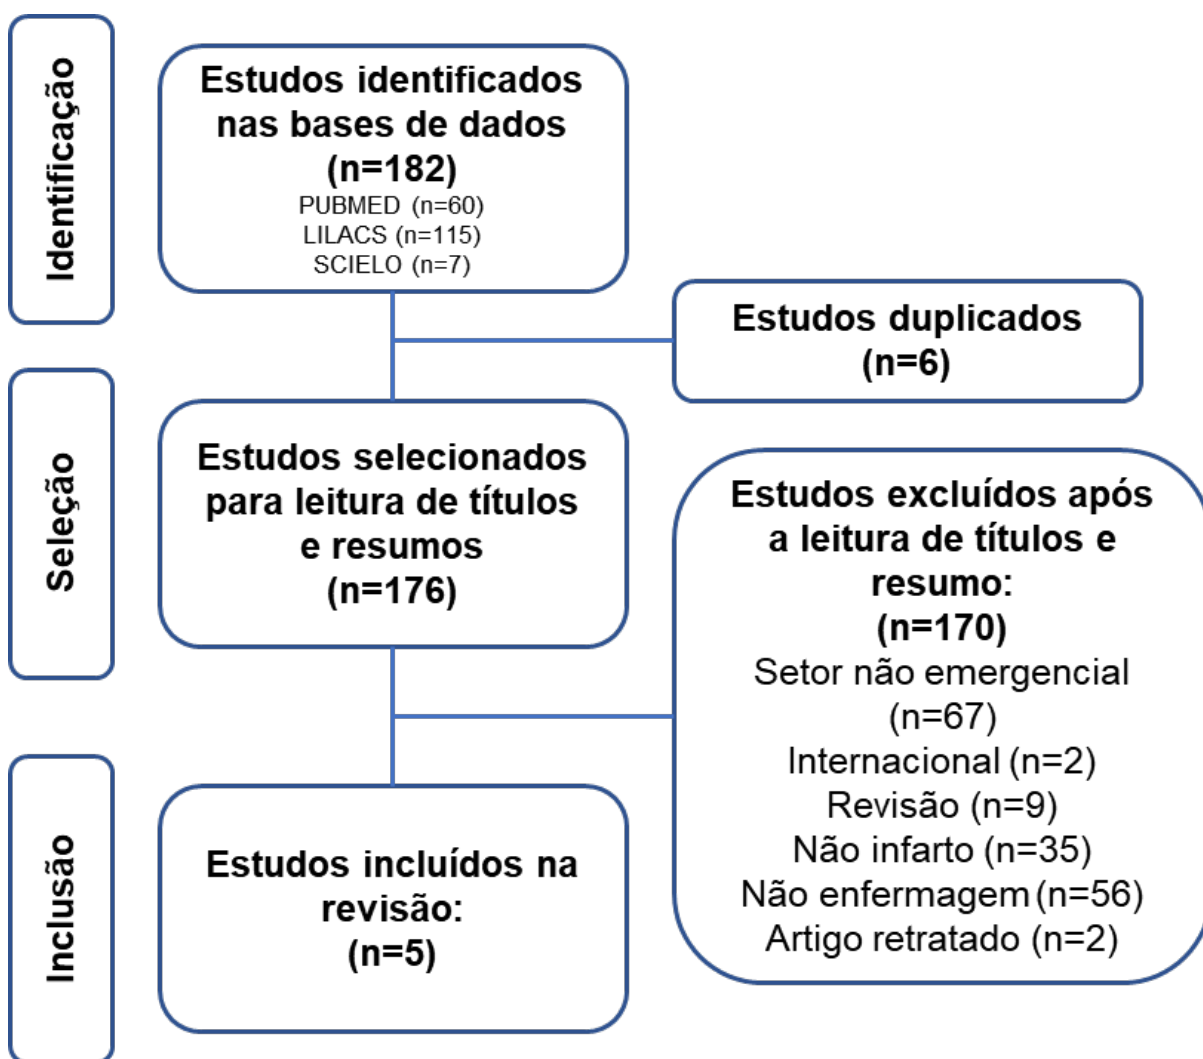 Identificação
Estudos identificados
nas bases de dados
(n=182)
PUBMED (n=60)
LILACS (n=115)
SCIELO (n=7)
Estudos duplicados
(n=6)
Seleção
Estudos selecionados
para leitura de títulos
e resumos
(n=176)
Estudos excluídos após
a leitura de títulos e
resumo:
(n=170)
Setor não emergencial
(n=67)
Internacional (n=2)
Revisão (n=9)
Não infarto (n=35)
Não enfermagem (n=56)
Artigo retratado (n=2)
Inclusão
Estudos incluídos na
revisão:
(n=5)